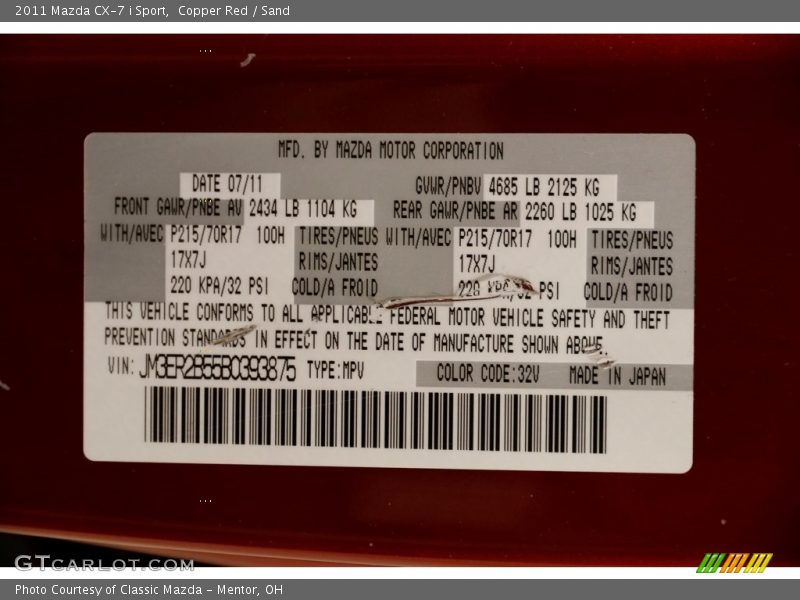 2011 Mazda CX-7 i Sport, Copper Red / Sand
MFD. BY MAZDA MOTOR CORPORATION
DATE 07/11 GVWR/PNBV 4685 LB 2125 KG
FRONT GAWR/PNBE AV 2434 LB 1104 KG REAR GAWR/PNBE AR 2260 LB 1025 KG
WITH/AVEC P215/70R17 100H TIRES/PNEUS WITH/AVEC P215/70R17 100H TIRES/PNEUS
17X7J RIMS/JANTES 17X7J RIMS/JANTES
220 KPA/32 PSI COLD/A FROID 220 KPA/32 PSI COLD/A FROID
THIS VEHICLE CONFORMS TO ALL APPLICABLE FEDERAL MOTOR VEHICLE SAFETY AND THEFT
PREVENTION STANDARDS IN EFFECT ON THE DATE OF MANUFACTURE SHOWN ABOVE.
VIN: JM3ER2B55B0393875 TYPE:MPV COLOR CODE:32V MADE IN JAPAN
GTCARLOT.COM
Photo Courtesy of Classic Mazda - Mentor, OH